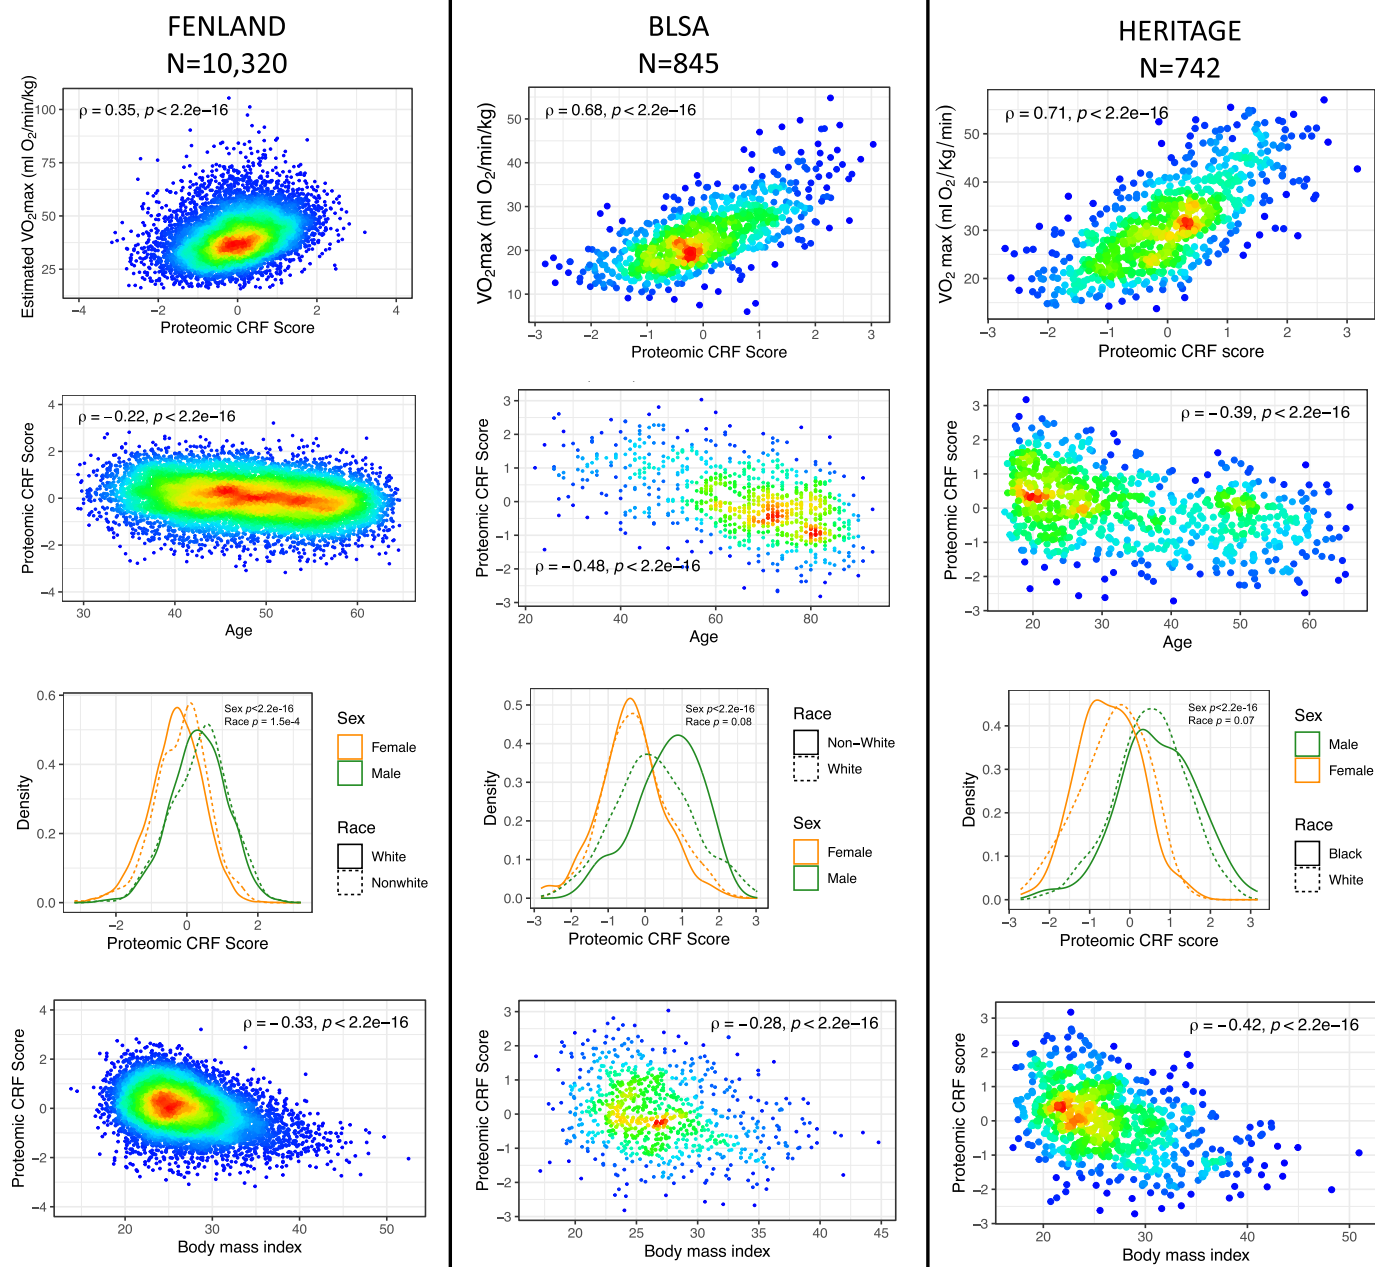 FENLAND
N=10,320
Estimated VO₂max (ml O₂/min/kg)
ρ = 0.35, p < 2.2e−16
100
75
50
25
−4
−2
0
2
4
Proteomic CRF Score
Proteomic CRF Score
ρ = −0.22, p < 2.2e−16
4
2
0
−2
−4
30
40
50
60
Age
Density
0.6
0.4
0.2
0.0
Sex p<2.2e-16
Race p = 1.5e-4
−2
0
2
Proteomic CRF Score
Sex
Female
Male
Race
White
Nonwhite
Proteomic CRF Score
ρ = −0.33, p < 2.2e−16
4
2
0
−2
−4
20
30
40
50
Body mass index
BLSA
N=845
VO₂max (ml O₂/min/kg)
ρ = 0.68, p < 2.2e−16
50
40
30
20
10
−3
−2
−1
0
1
2
3
Proteomic CRF Score
Proteomic CRF Score
3
2
1
0
−1
−2
−3
ρ = −0.48, p < 2.2e−16
20
40
60
80
Age
Density
0.5
0.4
0.3
0.2
0.1
0.0
Sex p<2.2e-16
Race p = 0.08
−3
−2
−1
0
1
2
3
Proteomic CRF Score
Race
Non−White
White
Sex
Female
Male
Proteomic CRF Score
ρ = −0.28, p < 2.2e−16
3
2
1
0
−1
−2
−3
20
25
30
35
40
45
Body mass index
HERITAGE
N=742
VO₂ max (ml O₂/Kg/min)
ρ = 0.71, p < 2.2e−16
50
40
30
20
−3
−2
−1
0
1
2
3
Proteomic CRF score
Proteomic CRF score
ρ = −0.39, p < 2.2e−16
3
2
1
0
−1
−2
−3
20
30
40
50
60
Age
Density
0.4
0.3
0.2
0.1
0.0
Sex p<2.2e-16
Race p = 0.07
−3
−2
−1
0
1
2
3
Proteomic CRF score
Sex
Male
Female
Race
Black
White
Proteomic CRF score
ρ = −0.42, p < 2.2e−16
3
2
1
0
−1
−2
−3
20
30
40
50
Body mass index